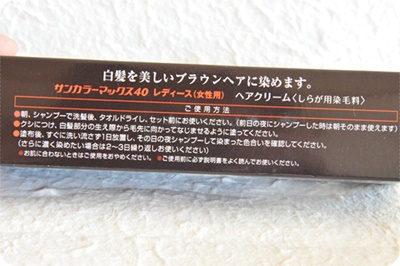 白髪を美しいブラウンヘアに染めます。
サンカラーマックス40 レディース(女性用) ヘアクリーム〈しらが用染毛料〉
ご使用方法
●朝、シャンプーで洗髪後、タオルドライし、セット前にお使いください。(前日の夜にシャンプーした時は朝そのまま使えます)
●クシにつけ、白髪部分の生え際から毛先に向かってなじませるように塗ってください。
●塗布後、すぐに洗い流さず1日放置し、その日の夜シャンプーして染まった色合いを確認してください。
(さらに濃く染めたい場合は2〜3日繰り返しお使いください)
※お肌に合わないときはご使用をおやめください。 ※ご使用前に必ず説明書をよく読んでお使いください。